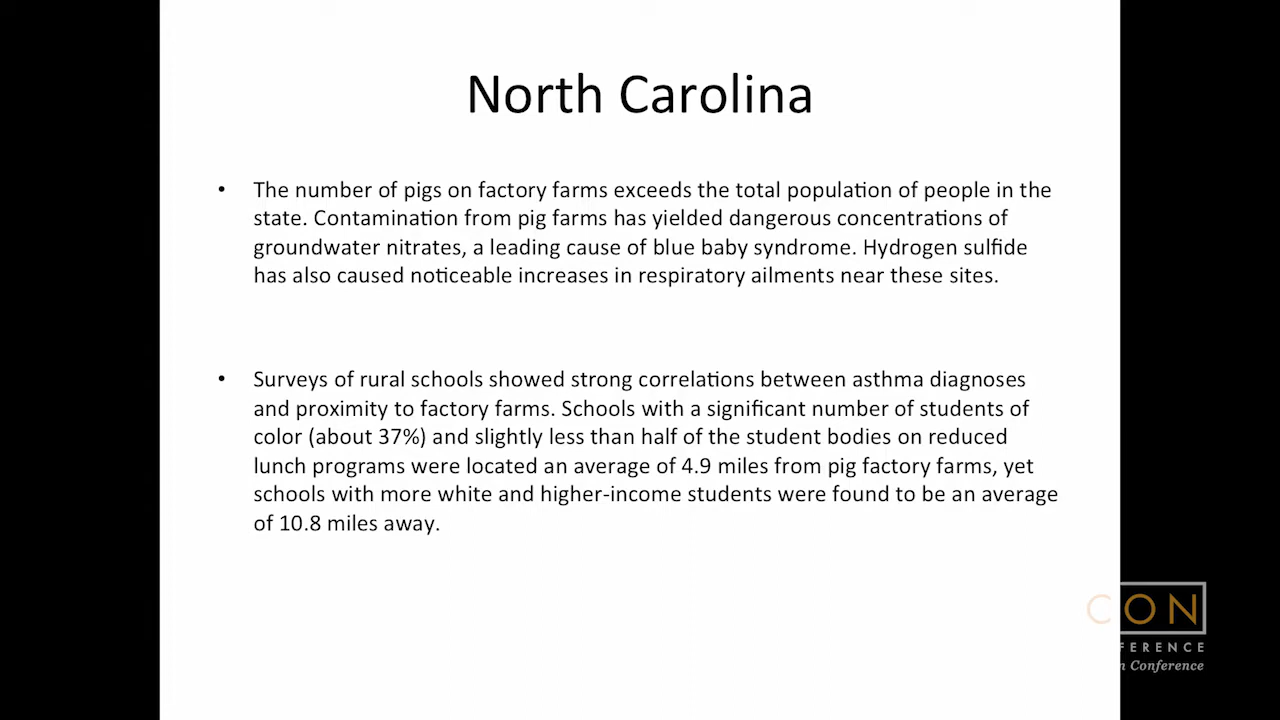 North Carolina
• The number of pigs on factory farms exceeds the total population of people in the
state. Contamination from pig farms has yielded dangerous concentrations of
groundwater nitrates, a leading cause of blue baby syndrome. Hydrogen sulfide
has also caused noticeable increases in respiratory ailments near these sites.
• Surveys of rural schools showed strong correlations between asthma diagnoses
and proximity to factory farms. Schools with a significant number of students of
color (about 37%) and slightly less than half of the student bodies on reduced
lunch programs were located an average of 4.9 miles from pig factory farms, yet
schools with more white and higher-income students were found to be an average
of 10.8 miles away.
CON
FERENCE
n Conference